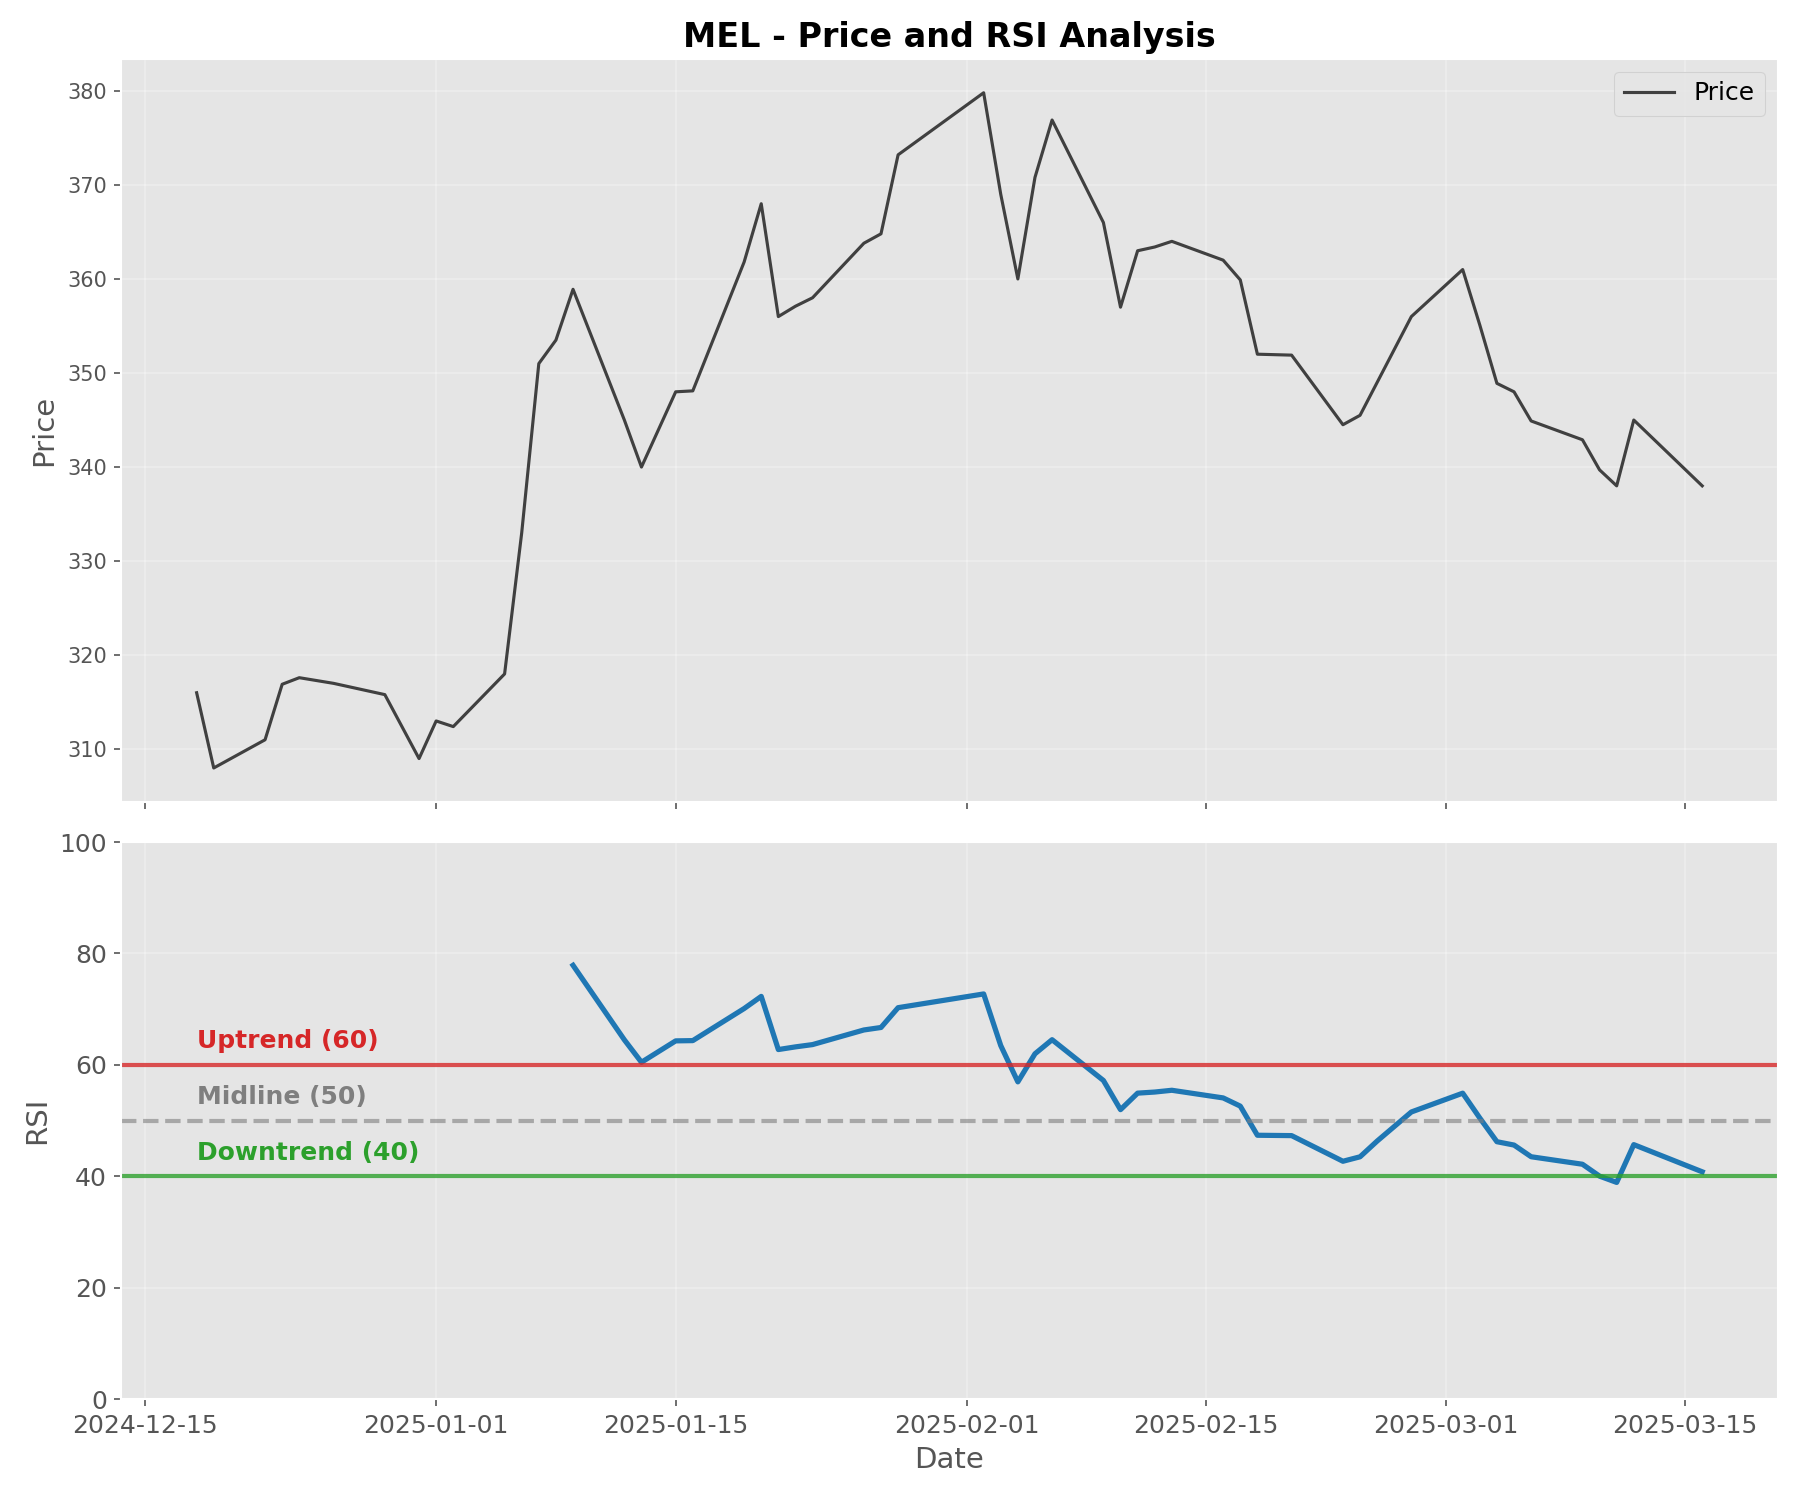 MEL - Price and RSI Analysis
Price
380
370
360
350
340
330
320
310
Price
100
80
60
40
20
0
RSI
Uptrend (60)
Midline (50)
Downtrend (40)
2024-12-15
2025-01-01
2025-01-15
2025-02-01
2025-02-15
2025-03-01
2025-03-15
Date